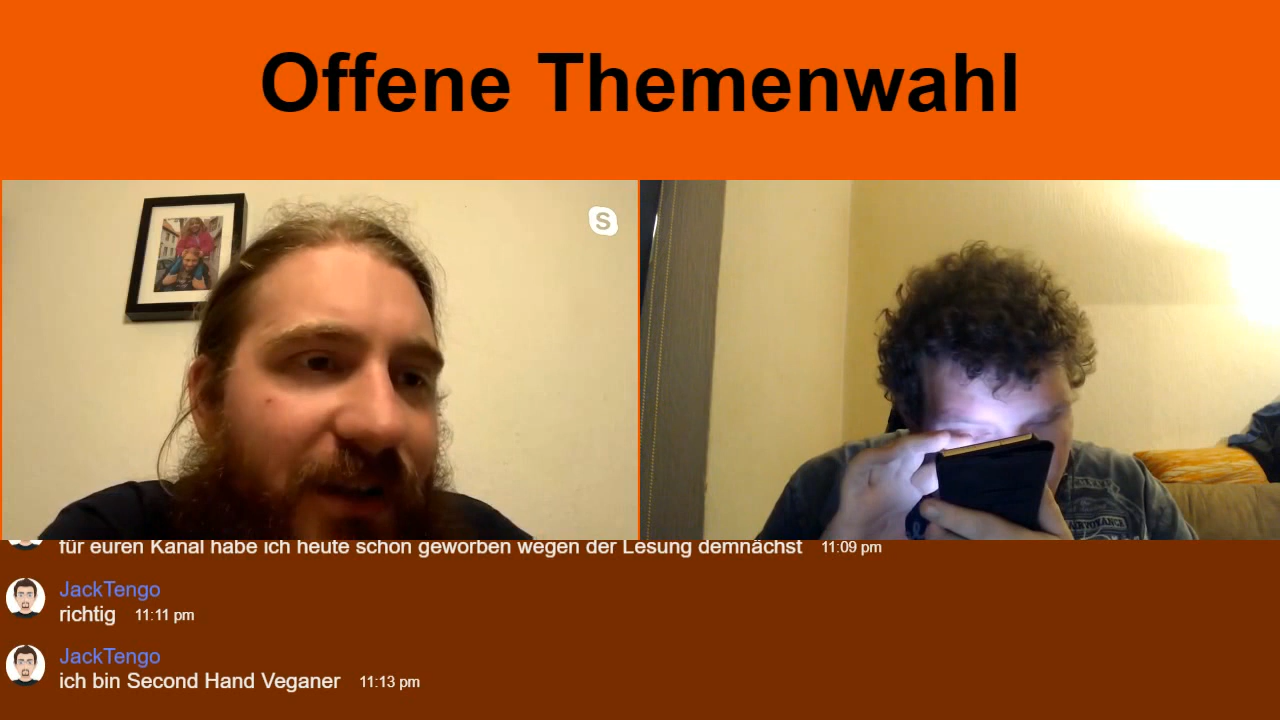 Offene Themenwahl
S
für euren Kanal habe ich heute schon geworben wegen der Lesung demnächst 11:09 pm
JackTengo
richtig 11:11 pm
JackTengo
ich bin Second Hand Veganer 11:13 pm